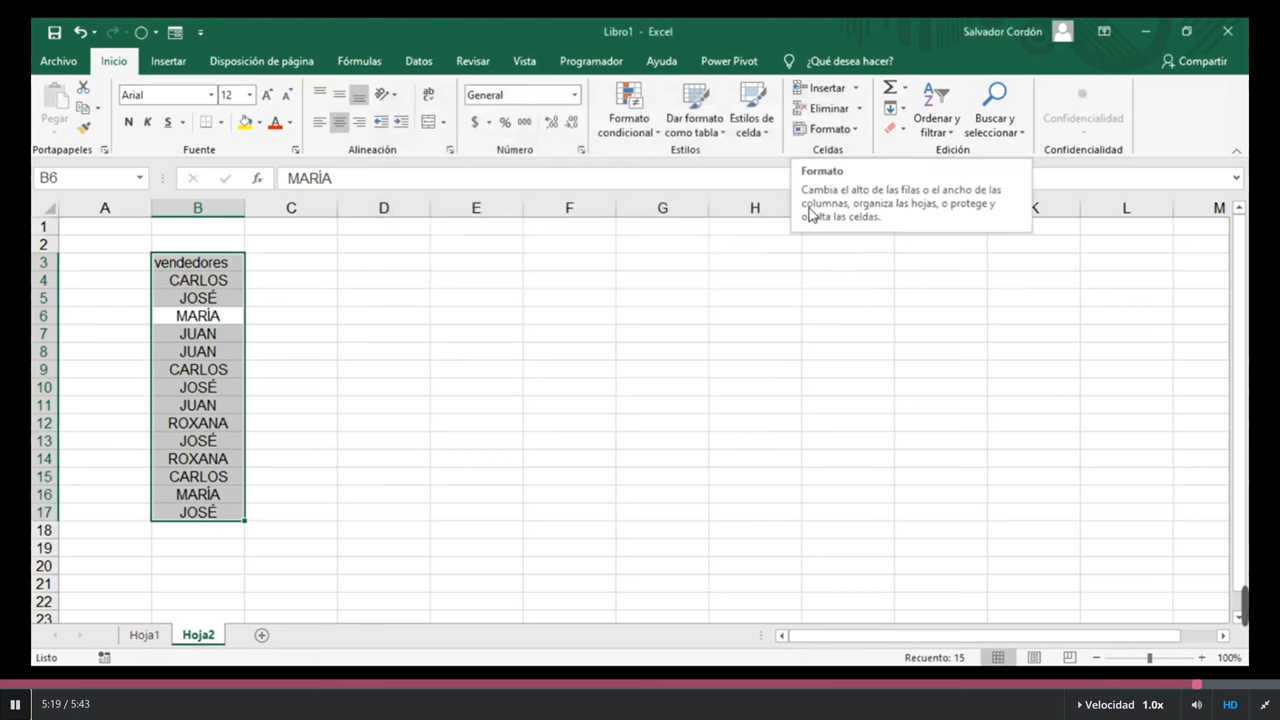 Libro1 - Excel
Salvador Cordón
Archivo Inicio Insertar Disposición de página Fórmulas Datos Revisar Vista Programador Ayuda Power Pivot ¿Qué desea hacer? Compartir
Pegar
Portapapeles
Arial 12
N K S
Fuente
Alineación
General
$ % 000
Número
Formato condicional
Dar formato como tabla
Estilos de celda
Estilos
Insertar
Eliminar
Formato
Celdas
Ordenar y filtrar
Buscar y seleccionar
Edición
Confidencialidad
Confidencialidad
B6 fx MARÍA
Formato
Cambia el alto de las filas o el ancho de las
columnas, organiza las hojas, o protege y
oculta las celdas.
A B C D E F G H K L M
1
2
3 vendedores
4 CARLOS
5 JOSÉ
6 MARÍA
7 JUAN
8 JUAN
9 CARLOS
10 JOSÉ
11 JUAN
12 ROXANA
13 JOSÉ
14 ROXANA
15 CARLOS
16 MARÍA
17 JOSÉ
18
19
20
21
22
23
Hoja1 Hoja2
Listo Recuento: 15 100%
5:19 / 5:43 Velocidad 1.0x HD